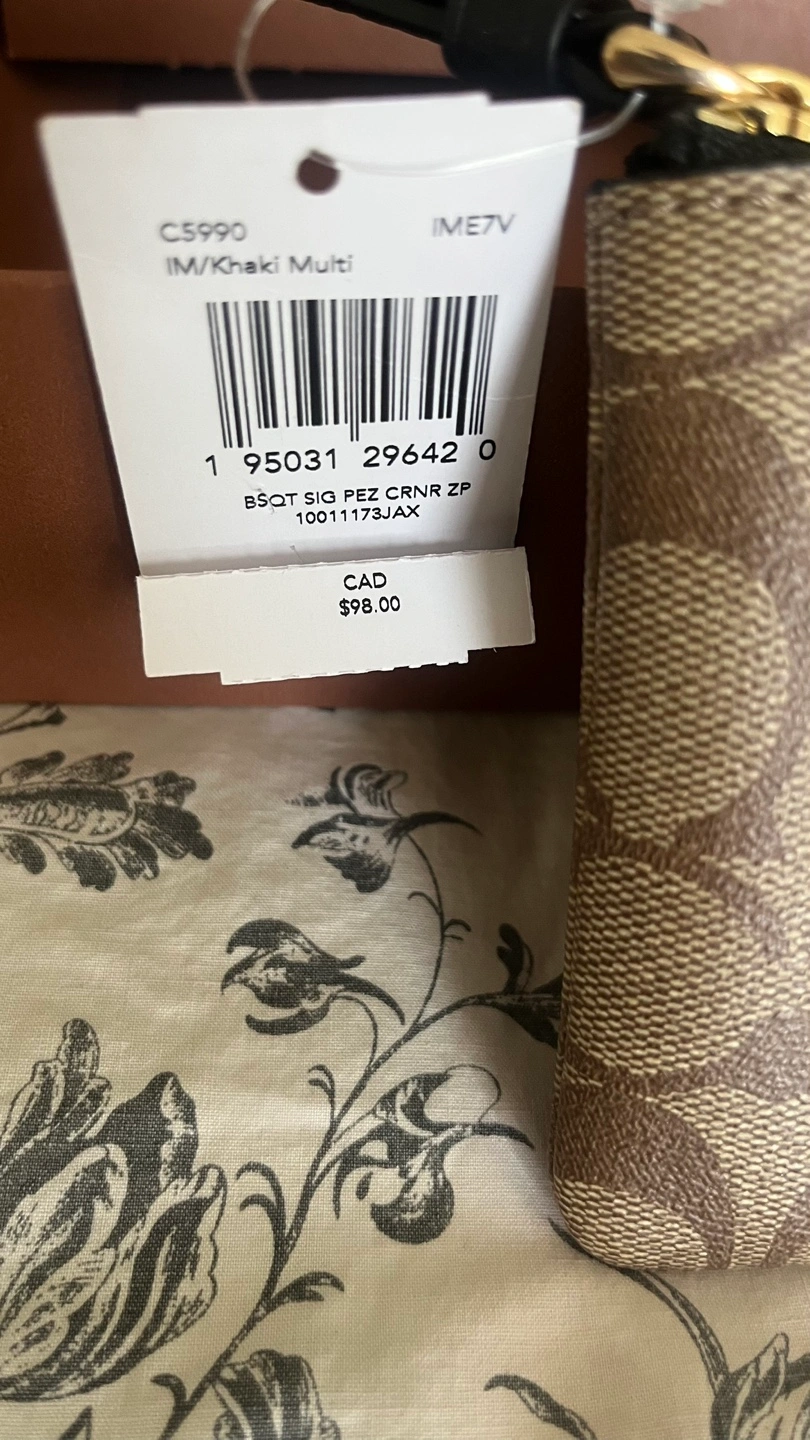 C5990 IME7V
IM/Khaki Multi
1 95031 29642 0
BSQT SIG PEZ CRNR ZP
10011173JAX
CAD
$98.00